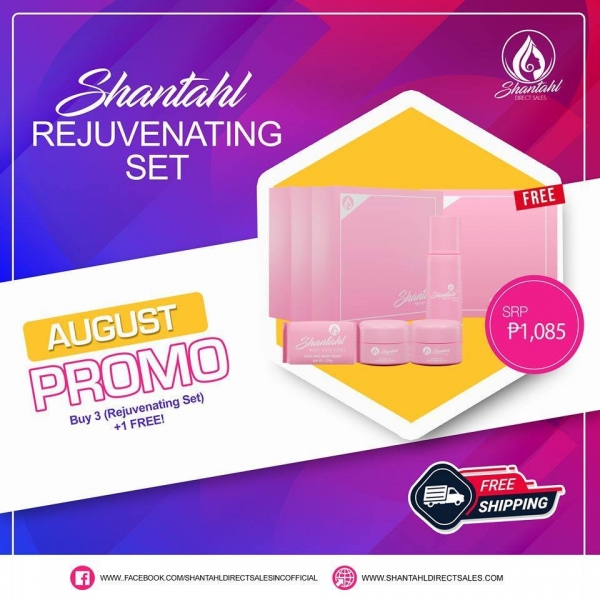 Shantahl
REJUVENATING
SET
Shantahl
DIRECT SALES
FREE
SRP
₱1,085
Shantahl
AUGUST
PROMO
Buy 3 (Rejuvenating Set)
+1 FREE!
FREE
SHIPPING
WWW.FACEBOOK.COM/SHANTAHLDIRECTSALESINCOFFICIAL
WWW.SHANTAHLDIRECTSALES.COM